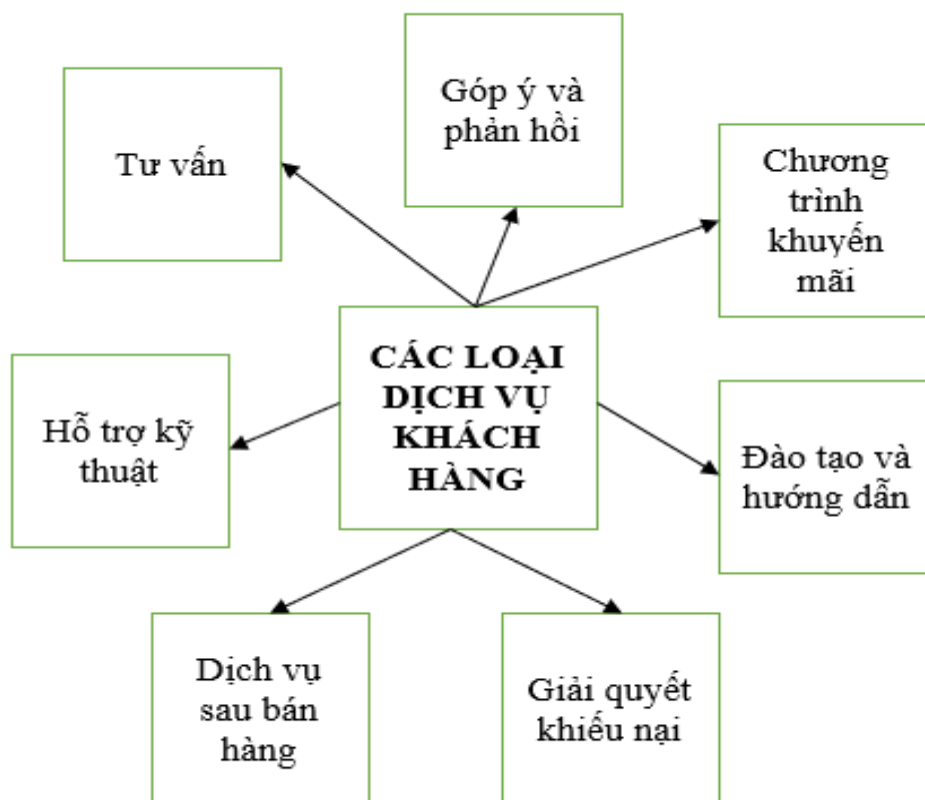 Góp ý và
phản hồi
Tư vấn
Chương
trình
khuyến
mãi
CÁC LOẠI
DỊCH VỤ
KHÁCH
HÀNG
Hỗ trợ kỹ
thuật
Đào tạo và
hướng dẫn
Dịch vụ
sau bán
hàng
Giải quyết
khiếu nại